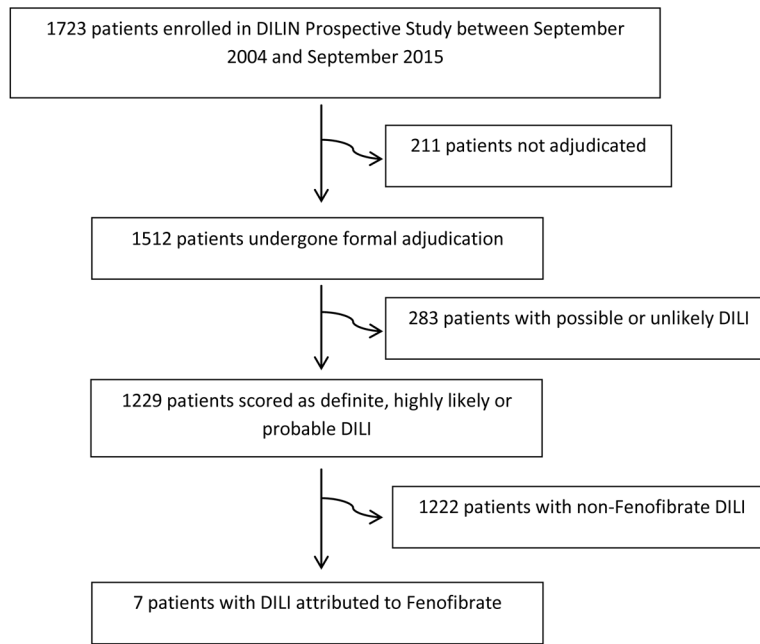 1723 patients enrolled in DILIN Prospective Study between September
2004 and September 2015
211 patients not adjudicated
1512 patients undergone formal adjudication
283 patients with possible or unlikely DILI
1229 patients scored as definite, highly likely or
probable DILI
1222 patients with non-Fenofibrate DILI
7 patients with DILI attributed to Fenofibrate